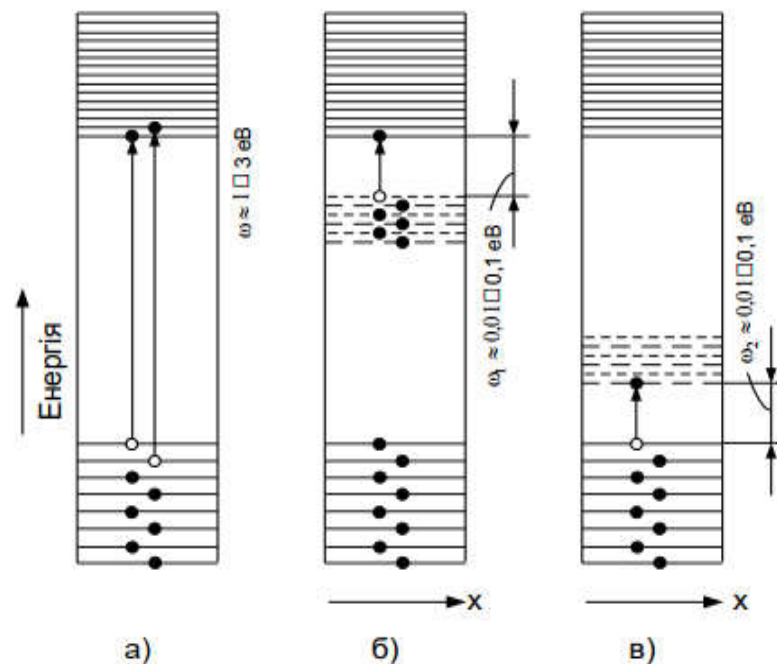 Енергія
ω ≈ 1□3 еВ
ω₁ ≈ 0,01□0,1 еВ
ω₂ ≈ 0,01□0,1 еВ
x
x
а)
б)
в)